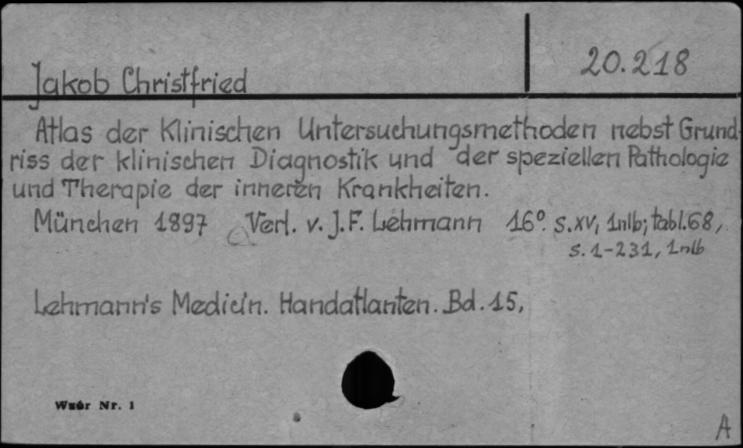 Jakob Christfried
20.218
Atlas der Klinischen Untersuchungsmethoden nebst Grund-
riss der klinischen Diagnostik und der speziellen Pathologie
und Therapie der inneren Krankheiten.
München 1897 Verl. v. J.F. Lehmann 16° S.XV, 1nlb; tabl.68,
S. 1-231, 1nlb
Lehmann's Medicin. Handatlanten. Bd. 15,
Wzór Nr. 1
A